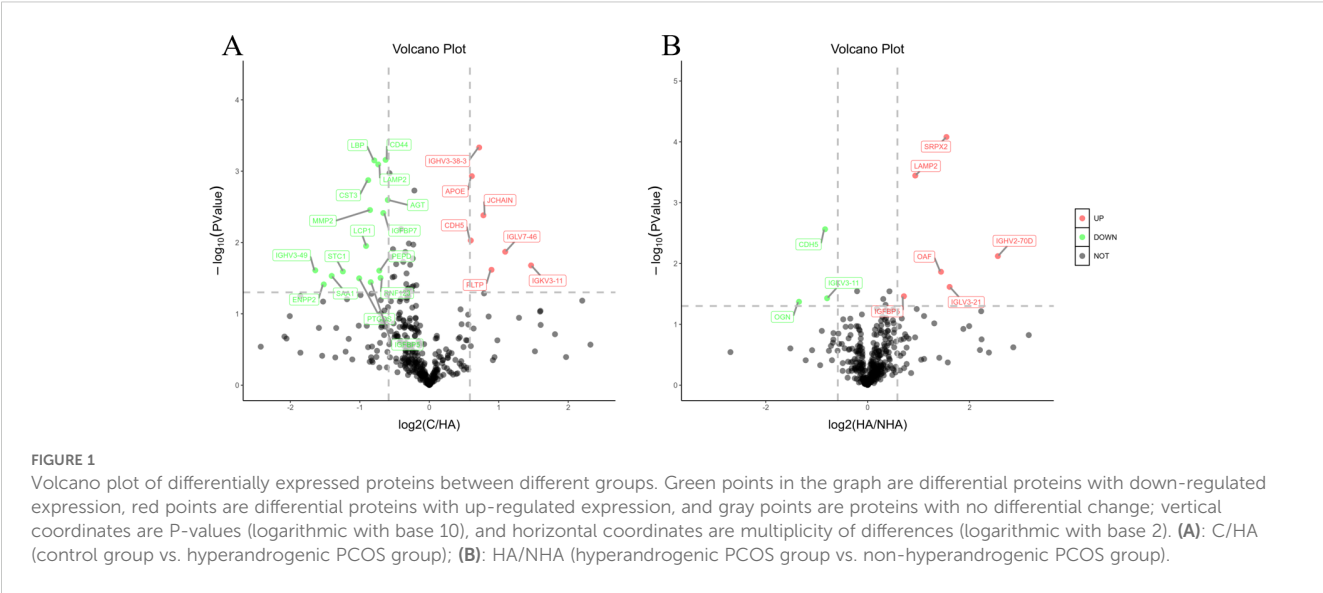 A
Volcano Plot
4
3
2
1
0
-2
-1
0
1
2
−log10(PValue)
log2(C/HA)
LBP
CD44
LAMP2
CST3
AGT
MMP2
IGFBP7
LCP1
IGHV3-49
STC1
ENPP2
IGHV3-38-3
APOE
JCHAIN
CDH5
IGLV7-46
PLTP
IGKV3-11
B
Volcano Plot
5
4
3
2
1
0
-2
0
2
−log10(PValue)
log2(HA/NHA)
SRPX2
LAMP2
CDH5
IGHV2-70D
OAF
IGKV3-11
IGLV3-21
OGN
UP
DOWN
NOT
FIGURE 1
Volcano plot of differentially expressed proteins between different groups. Green points in the graph are differential proteins with down-regulated
expression, red points are differential proteins with up-regulated expression, and gray points are proteins with no differential change; vertical
coordinates are P-values (logarithmic with base 10), and horizontal coordinates are multiplicity of differences (logarithmic with base 2). (A): C/HA
(control group vs. hyperandrogenic PCOS group); (B): HA/NHA (hyperandrogenic PCOS group vs. non-hyperandrogenic PCOS group).